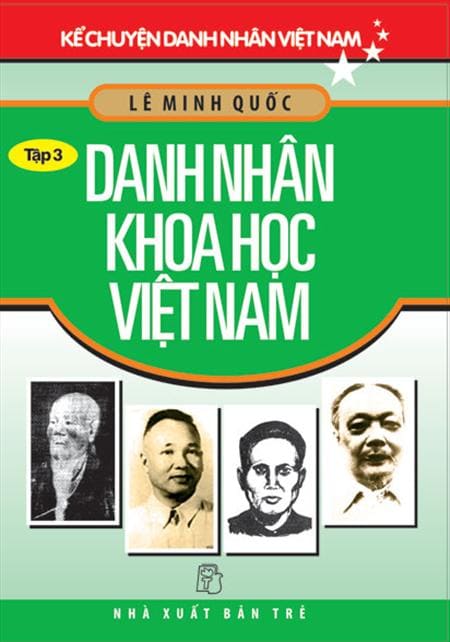 KỂ CHUYỆN DANH NHÂN VIỆT NAM
LÊ MINH QUỐC
Tập 3
DANH NHÂN
KHOA HỌC
VIỆT NAM
NHÀ XUẤT BẢN TRẺ